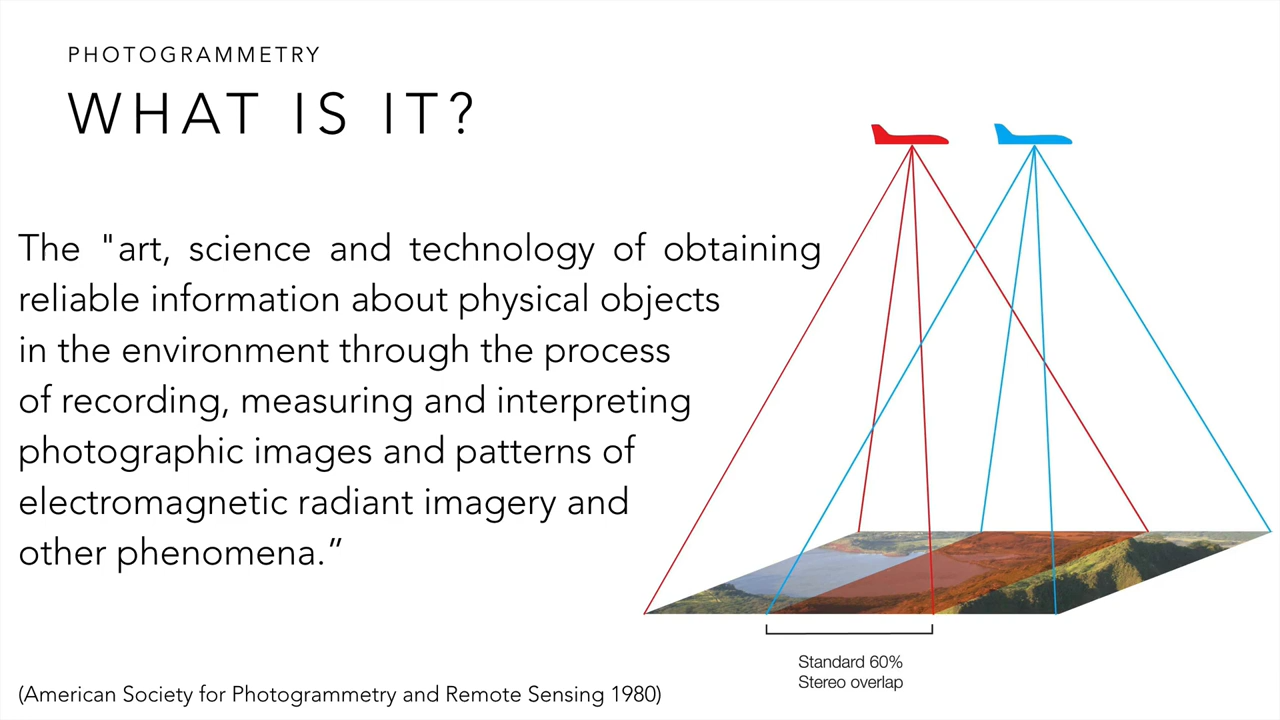 PHOTOGRAMMETRY
WHAT IS IT?
The "art, science and technology of obtaining
reliable information about physical objects
in the environment through the process
of recording, measuring and interpreting
photographic images and patterns of
electromagnetic radiant imagery and
other phenomena.”
Standard 60%
Stereo overlap
(American Society for Photogrammetry and Remote Sensing 1980)